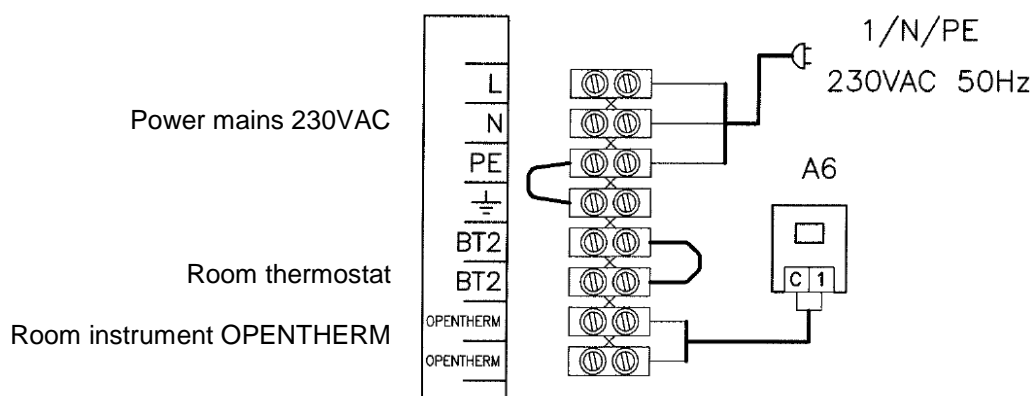 1/N/PE
230VAC 50Hz
L
Power mains 230VAC
N
PE
A6
BT2
C 1
Room thermostat
BT2
Room instrument OPENTHERM
OPENTHERM
OPENTHERM